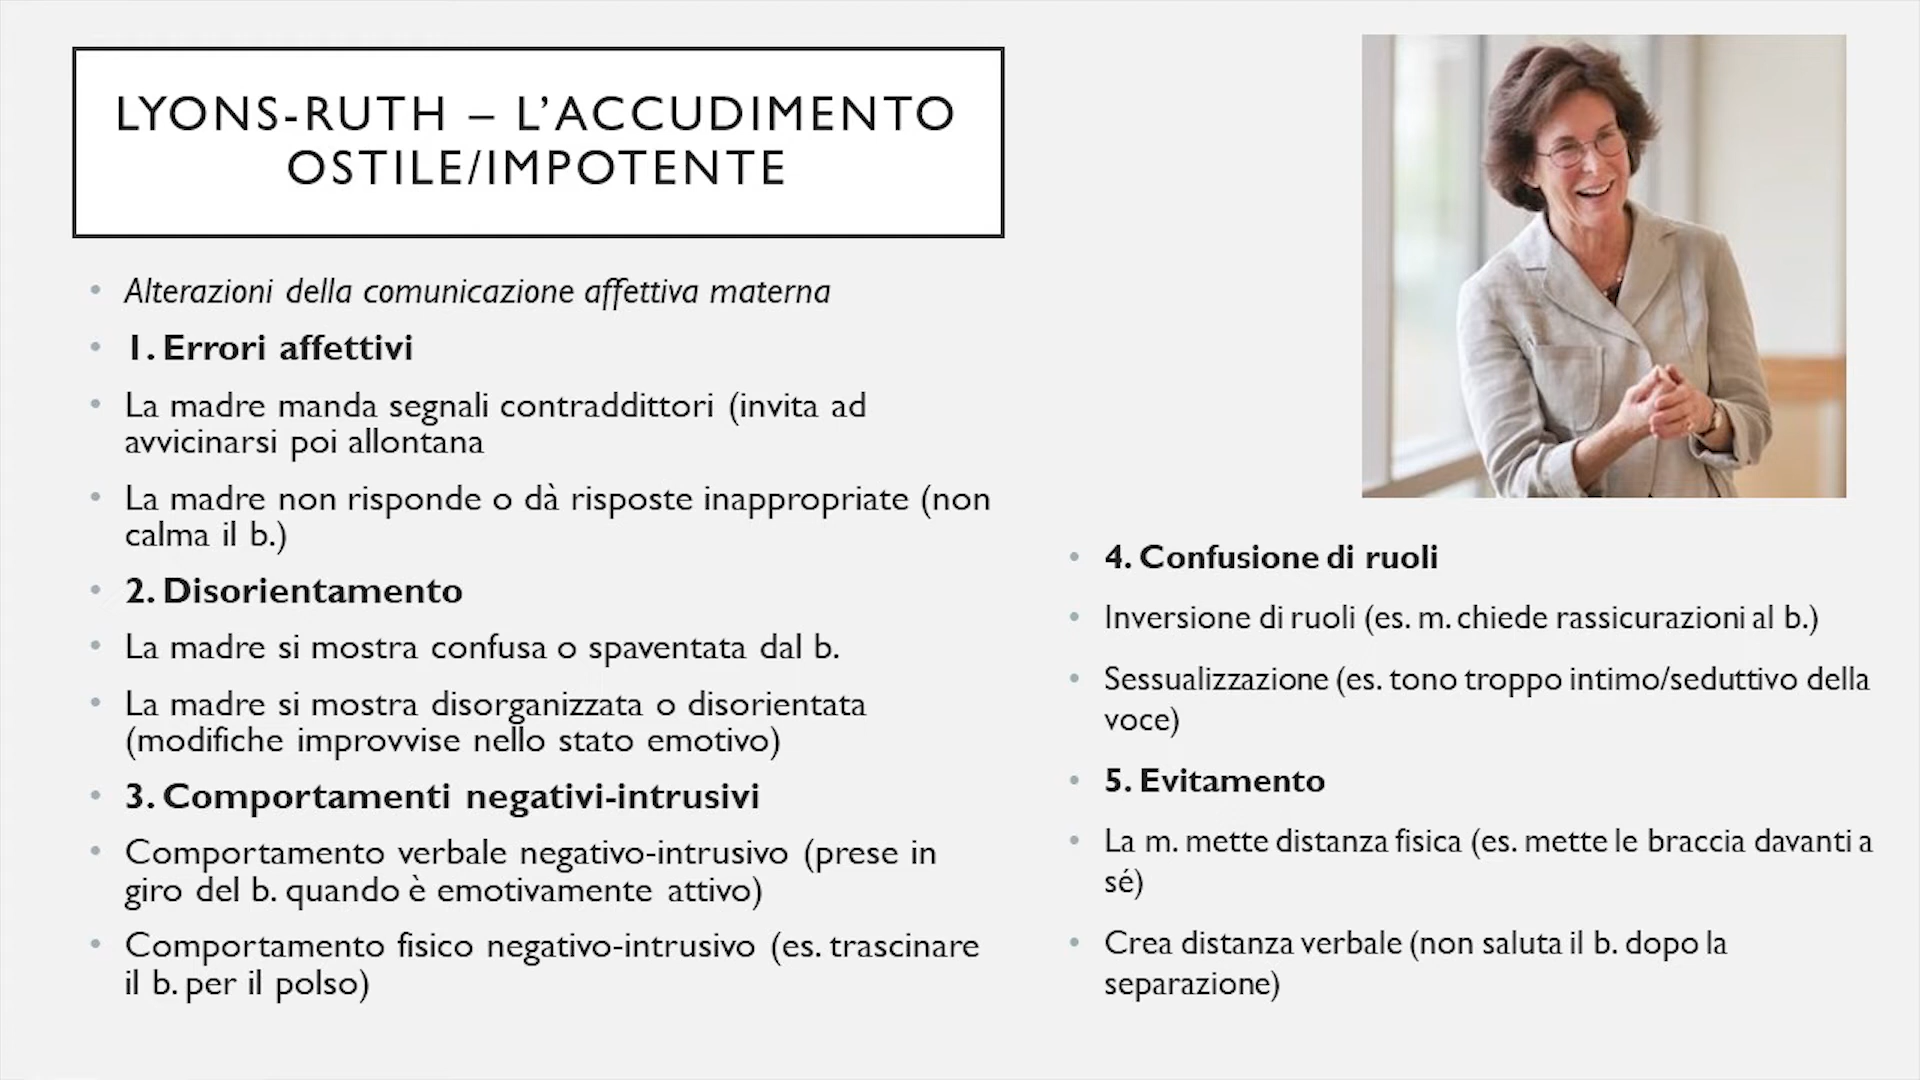 LYONS-RUTH – L’ACCUDIMENTO
OSTILE/IMPOTENTE
• Alterazioni della comunicazione affettiva materna
• 1. Errori affettivi
• La madre manda segnali contraddittori (invita ad
avvicinarsi poi allontana
• La madre non risponde o dà risposte inappropriate (non
calma il b.)
• 2. Disorientamento
• La madre si mostra confusa o spaventata dal b.
• La madre si mostra disorganizzata o disorientata
(modifiche improvvise nello stato emotivo)
• 3. Comportamenti negativi-intrusivi
• Comportamento verbale negativo-intrusivo (prese in
giro del b. quando è emotivamente attivo)
• Comportamento fisico negativo-intrusivo (es. trascinare
il b. per il polso)
• 4. Confusione di ruoli
• Inversione di ruoli (es. m. chiede rassicurazioni al b.)
• Sessualizzazione (es. tono troppo intimo/seduttivo della
voce)
• 5. Evitamento
• La m. mette distanza fisica (es. mette le braccia davanti a
sé)
• Crea distanza verbale (non saluta il b. dopo la
separazione)